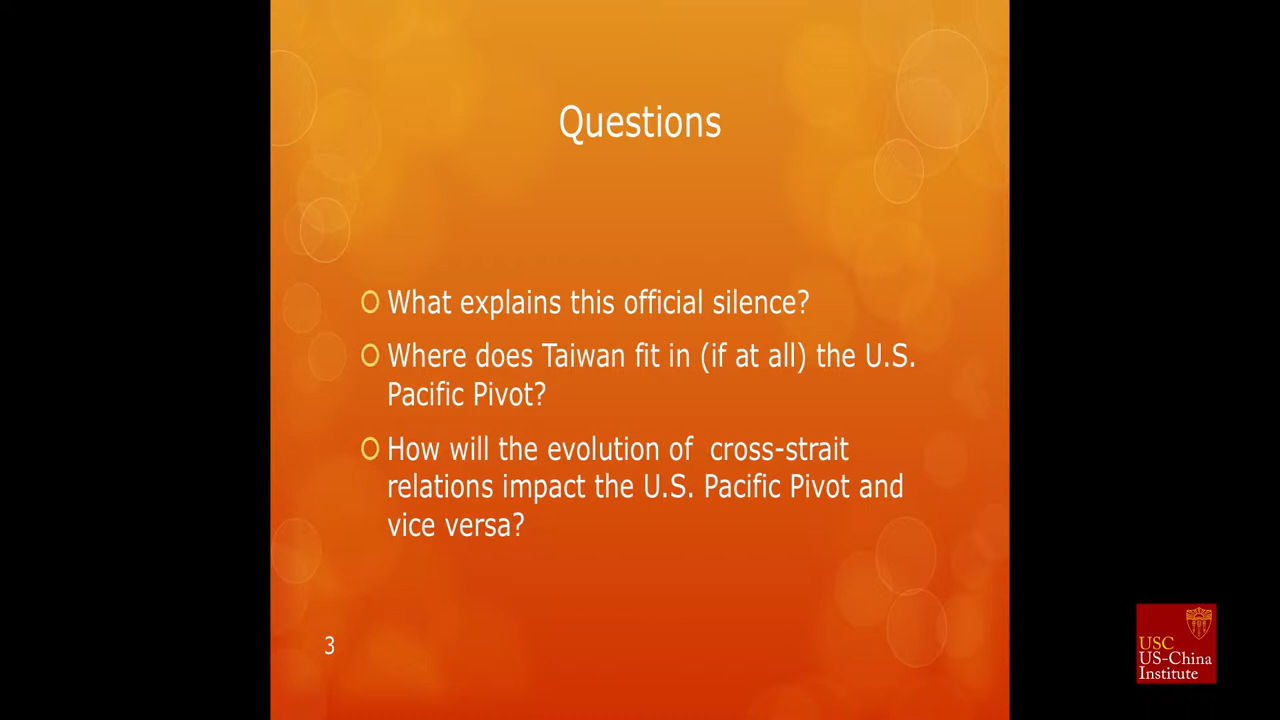 Questions
What explains this official silence?
Where does Taiwan fit in (if at all) the U.S.
Pacific Pivot?
How will the evolution of  cross-strait
relations impact the U.S. Pacific Pivot and
vice versa?
3
USC
US-China
Institute